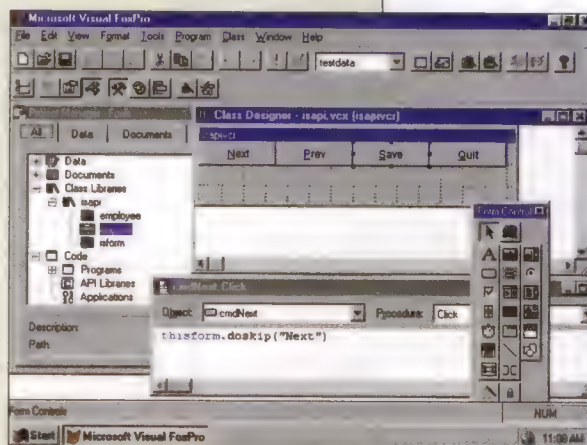 Microsoft Visual FoxPro
File Edit View Format Tools Program Class Window Help
testdata
All Data Documents
Data
Documents
Class Libraries
isapi
employee
Code
Programs
API Libraries
Applications
Description:
Path:
Class Designer - isapi.vcx (isapivcr)
isapivcr
Next Prev Save Quit
Form Control
cmdNext.Click
Object: cmdNext Procedure: Click
thisform.doskip("Next")
Form Controls NUM
Start Microsoft Visual FoxPro 11:08 AM